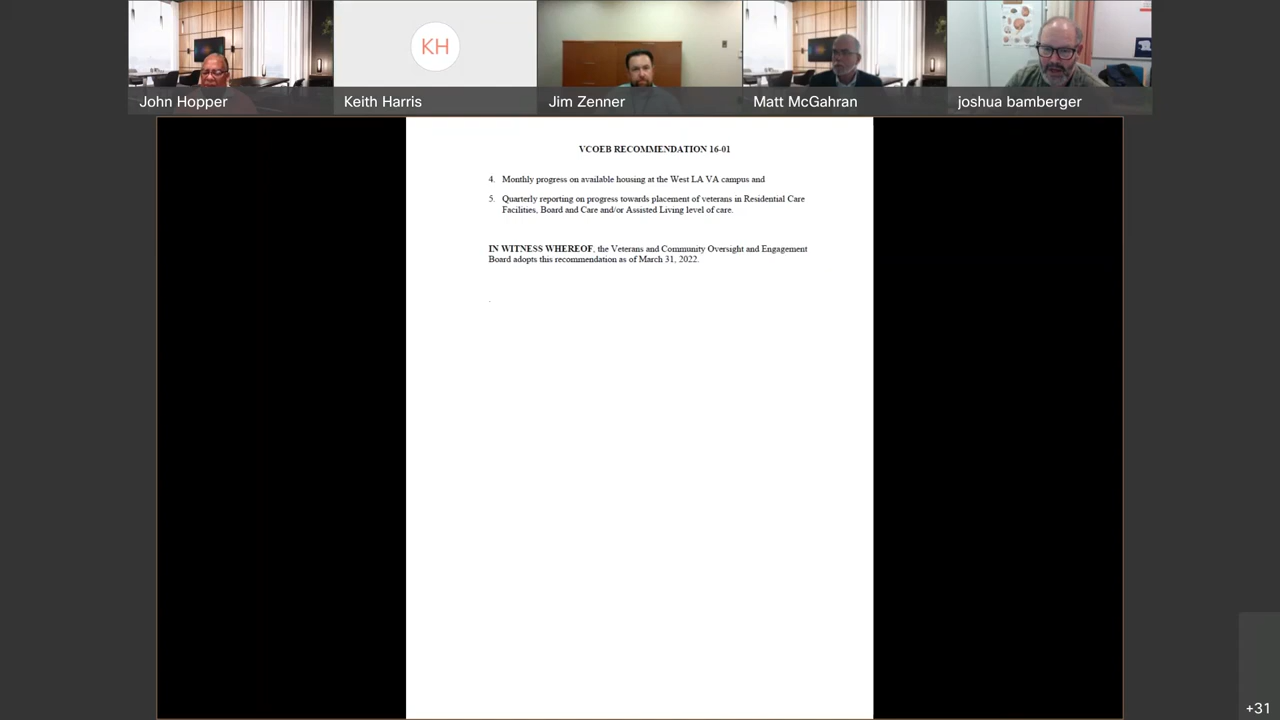 John Hopper
KH
Keith Harris
Jim Zenner
Matt McGahran
joshua bamberger
VCOEB RECOMMENDATION 16-01
4. Monthly progress on available housing at the West LA VA campus and
5. Quarterly reporting on progress towards placement of veterans in Residential Care
Facilities, Board and Care and/or Assisted Living level of care.
IN WITNESS WHEREOF, the Veterans and Community Oversight and Engagement
Board adopts this recommendation as of March 31, 2022.
.
+31